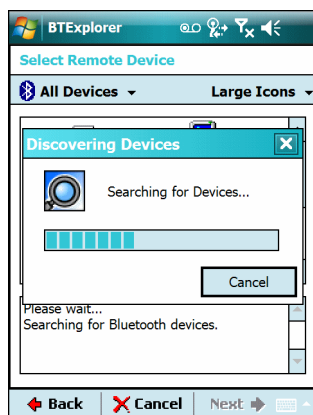 BTExplorer
Select Remote Device
All Devices Large Icons
Discovering Devices
Searching for Devices...
Cancel
Please wait...
Searching for Bluetooth devices.
Back Cancel Next